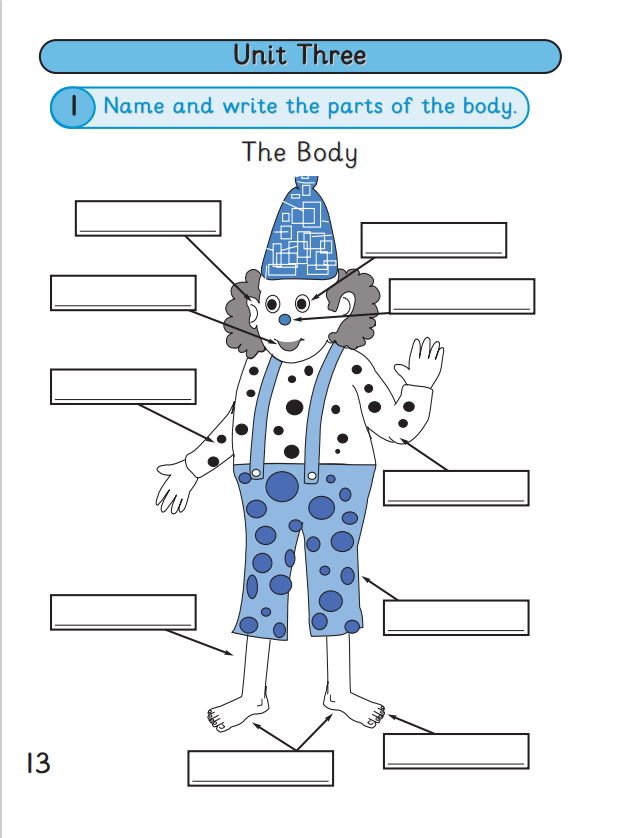 Unit Three
1 Name and write the parts of the body.
The Body
13